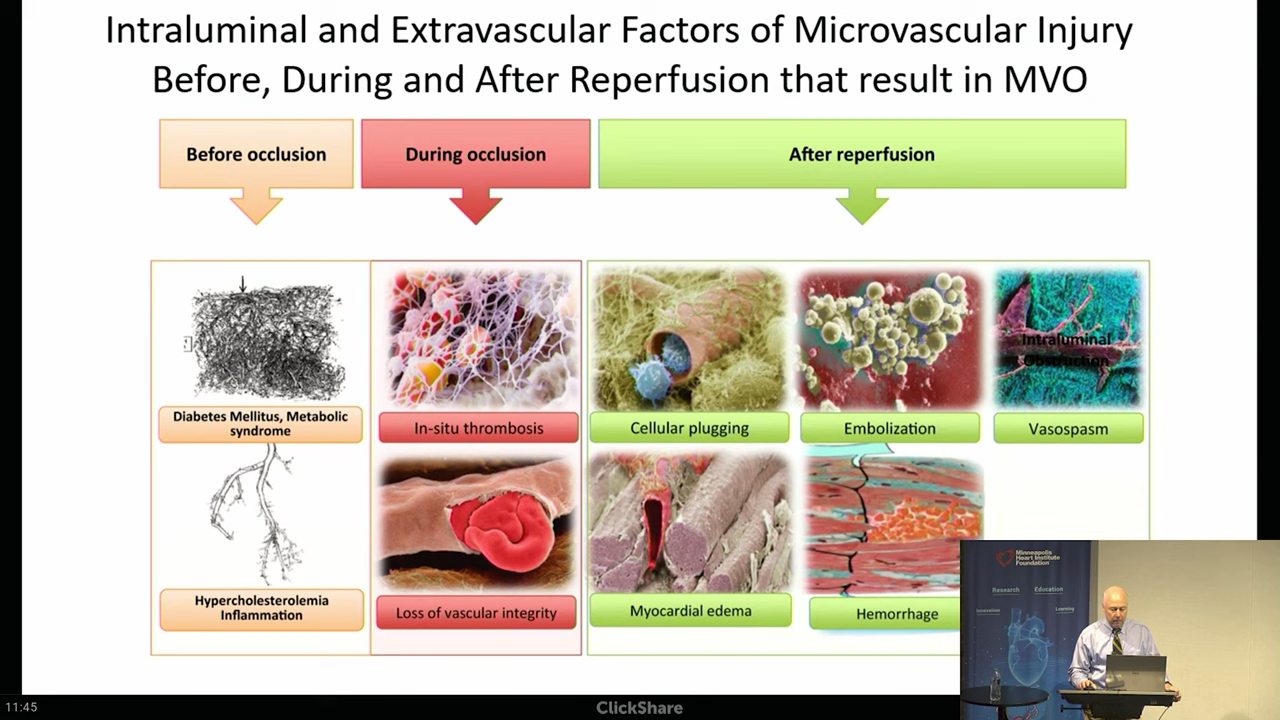 Intraluminal and Extravascular Factors of Microvascular Injury
Before, During and After Reperfusion that result in MVO
Before occlusion
During occlusion
After reperfusion
Intraluminal
Obstruction
Diabetes Mellitus, Metabolic
syndrome
In-situ thrombosis
Cellular plugging
Embolization
Vasospasm
Hypercholesterolemia
Inflammation
Loss of vascular integrity
Myocardial edema
Hemorrhage
Minneapolis
Heart Institute
Foundation
Research
Education
Innovation
Learning
11:45
ClickShare